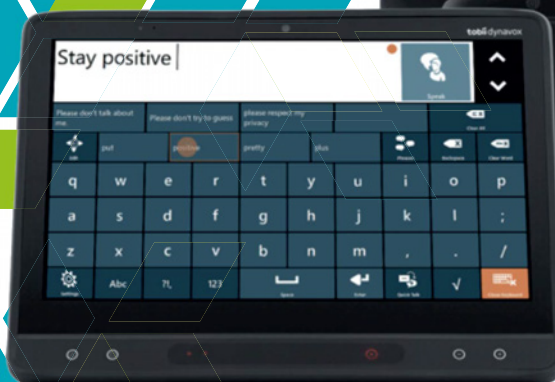 tobii dynavox
Stay positive
Speak
Please don't talk about me
Please don't try to guess
please respect my privacy
Clear All
Edit
put
positive
pretty
plus
Phrases
Backspace
Clear Word
q w e r t y u i o p
a s d f g h j k l ;
z x c v b n m , . /
Settings
Abc
?!,
123
Space
Enter
Quick Talk
√
Close Keyboard